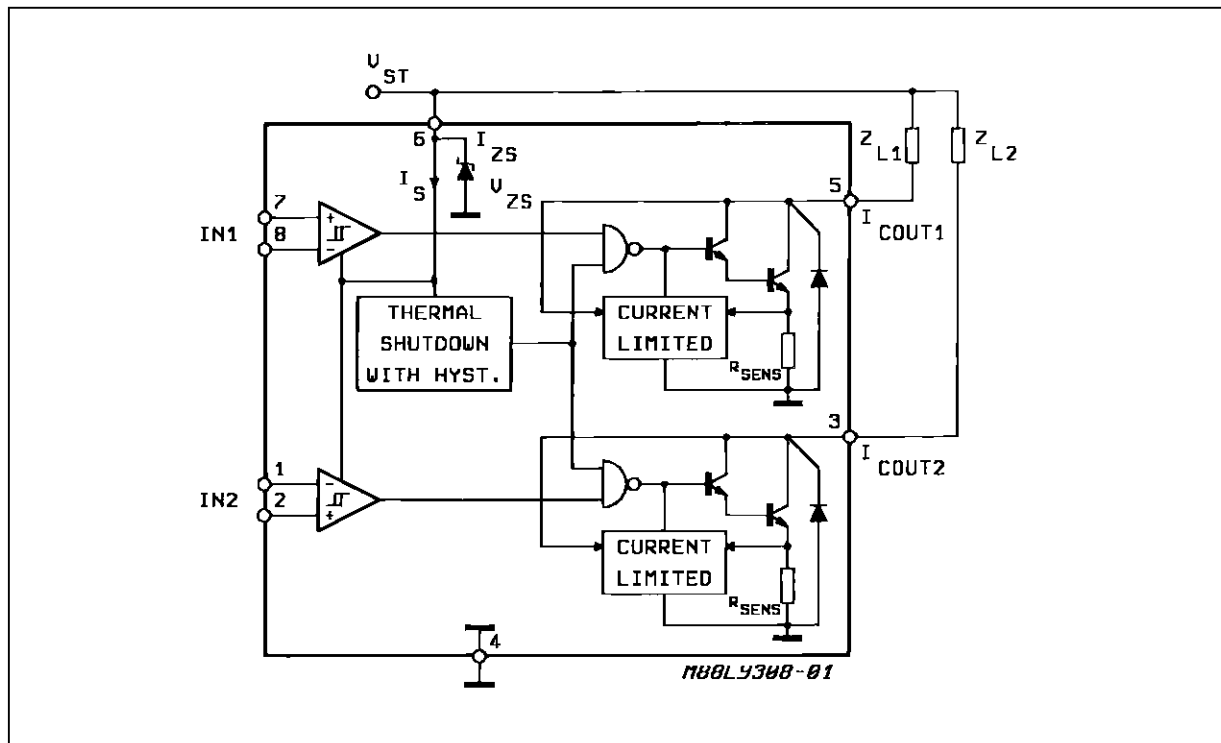 V ST
6
I ZS
I S
V ZS
Z L1
Z L2
5
I COUT1
7
IN1
8
THERMAL
SHUTDOWN
WITH HYST.
CURRENT
LIMITED
R SENS
3
I COUT2
1
IN2
2
CURRENT
LIMITED
R SENS
4
M88L9308-01